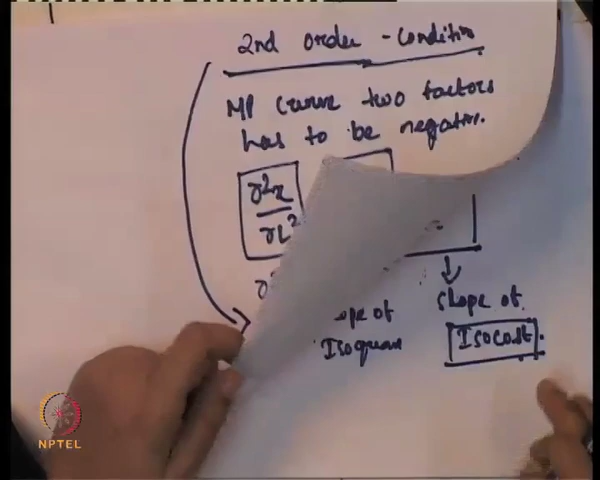 2nd order - condition
MP curve two factors
has to be negative.
∂²x
∂L²
slope of
Isoquan
slope of
Isocost.
NPTEL